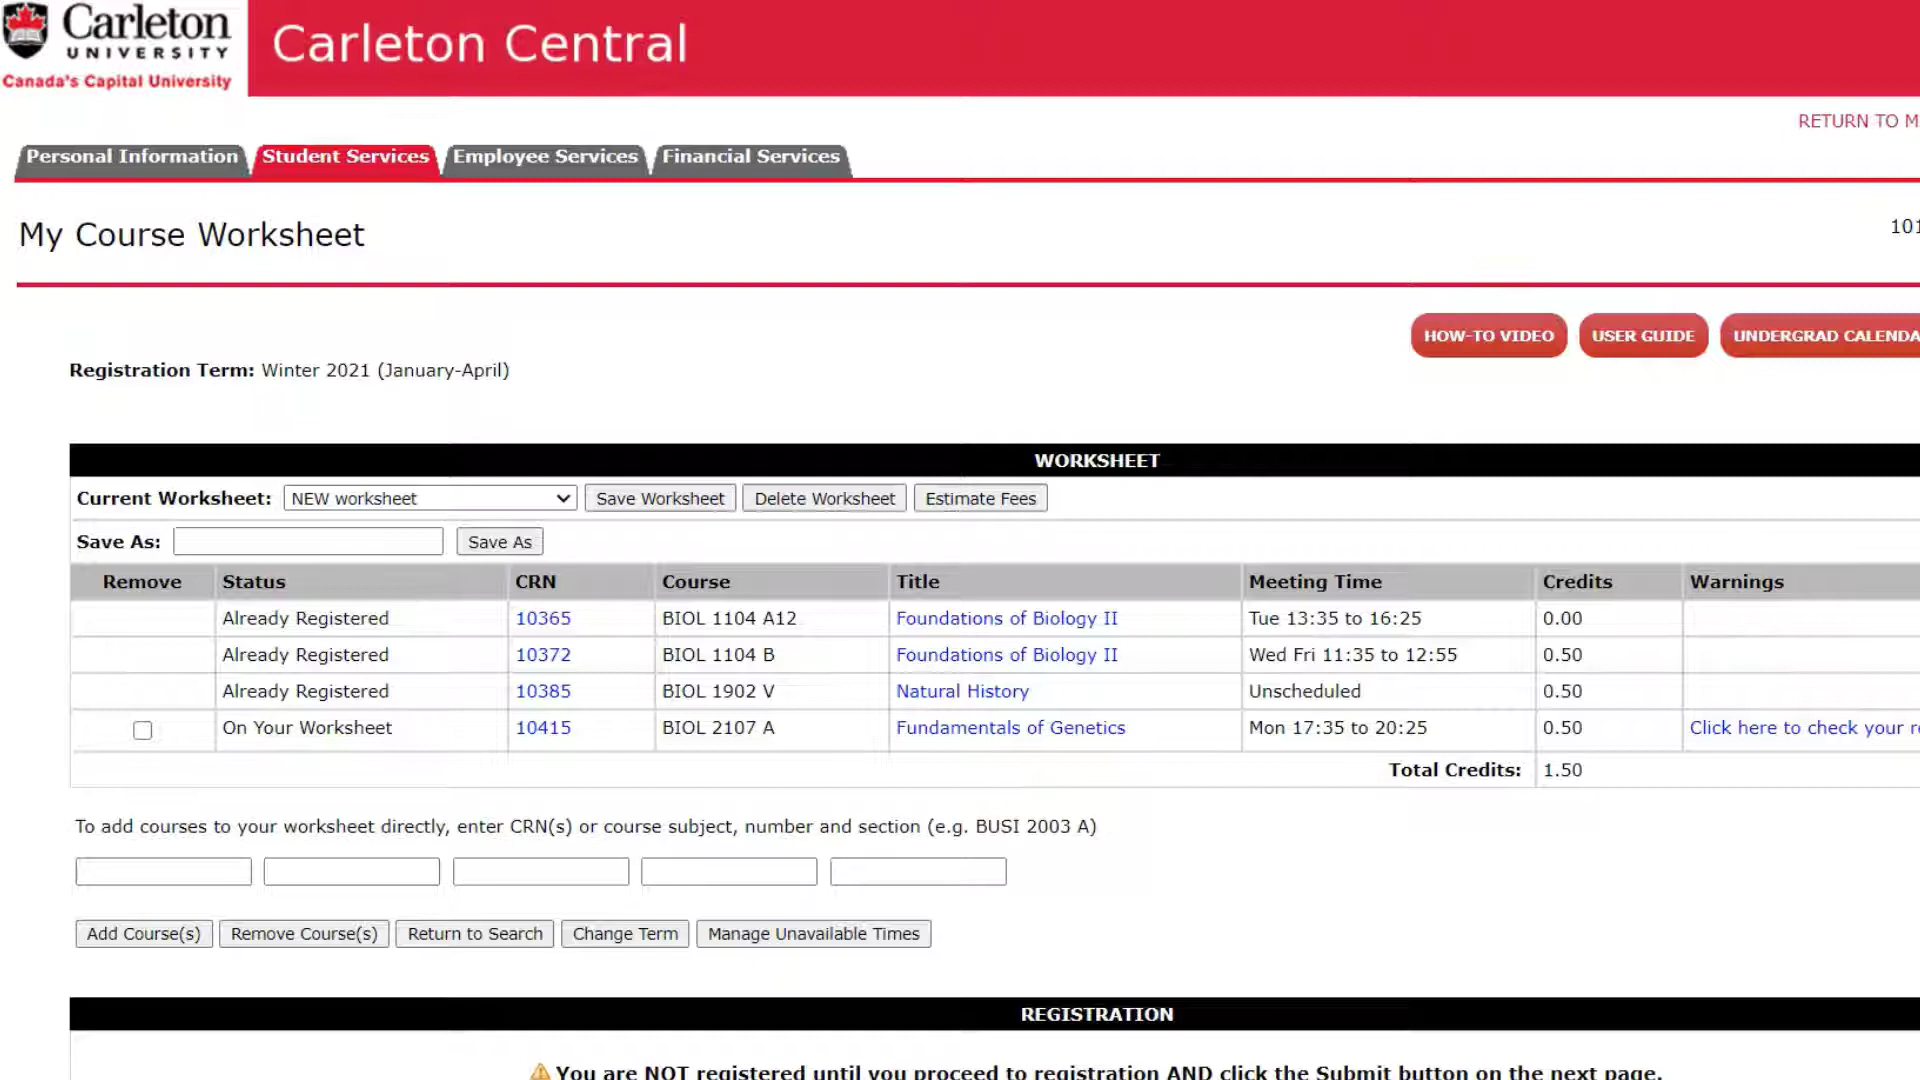 Carleton
UNIVERSITY
Canada's Capital University
Carleton Central
RETURN TO M
Personal Information
Student Services
Employee Services
Financial Services
My Course Worksheet
101
HOW-TO VIDEO
USER GUIDE
UNDERGRAD CALENDA
Registration Term: Winter 2021 (January-April)
WORKSHEET
Current Worksheet: NEW worksheet Save Worksheet Delete Worksheet Estimate Fees
Save As: Save As
Remove Status CRN Course Title Meeting Time Credits Warnings
Already Registered 10365 BIOL 1104 A12 Foundations of Biology II Tue 13:35 to 16:25 0.00
Already Registered 10372 BIOL 1104 B Foundations of Biology II Wed Fri 11:35 to 12:55 0.50
Already Registered 10385 BIOL 1902 V Natural History Unscheduled 0.50
On Your Worksheet 10415 BIOL 2107 A Fundamentals of Genetics Mon 17:35 to 20:25 0.50 Click here to check your r
Total Credits: 1.50
To add courses to your worksheet directly, enter CRN(s) or course subject, number and section (e.g. BUSI 2003 A)
Add Course(s) Remove Course(s) Return to Search Change Term Manage Unavailable Times
REGISTRATION
You are NOT registered until you proceed to registration AND click the Submit button on the next page.